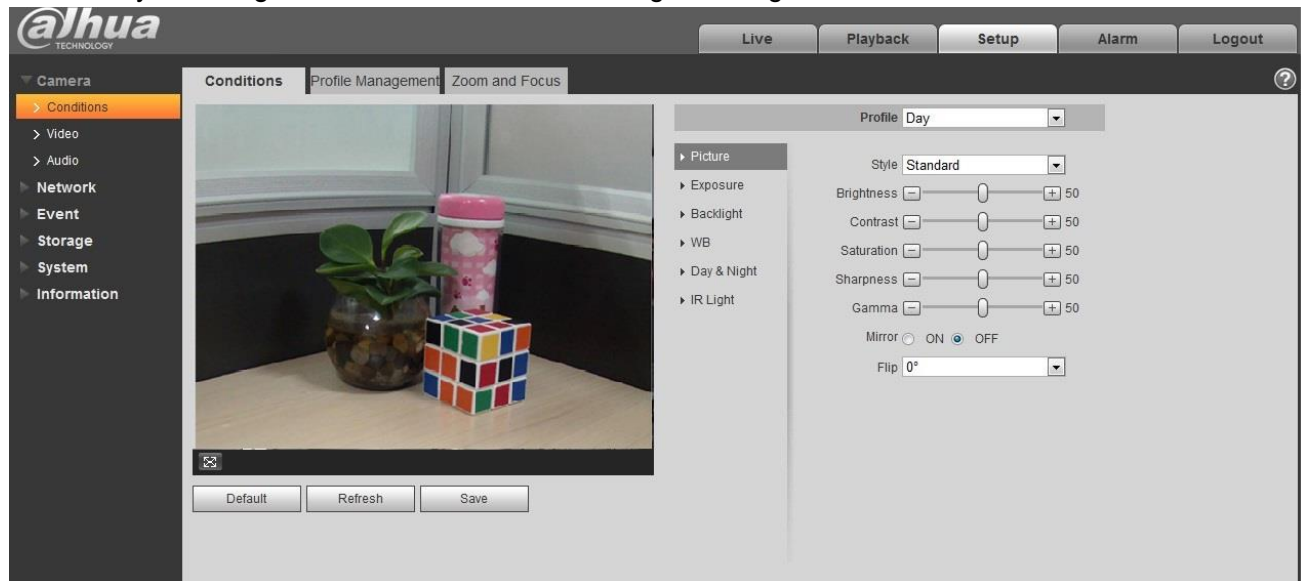 alhua
TECHNOLOGY
Live
Playback
Setup
Alarm
Logout
Camera
Conditions
Video
Audio
Network
Event
Storage
System
Information
Conditions
Profile Management
Zoom and Focus
?
Profile Day
Picture
Exposure
Backlight
WB
Day & Night
IR Light
Style Standard
Brightness 50
Contrast 50
Saturation 50
Sharpness 50
Gamma 50
Mirror ON OFF
Flip 0°
Default
Refresh
Save